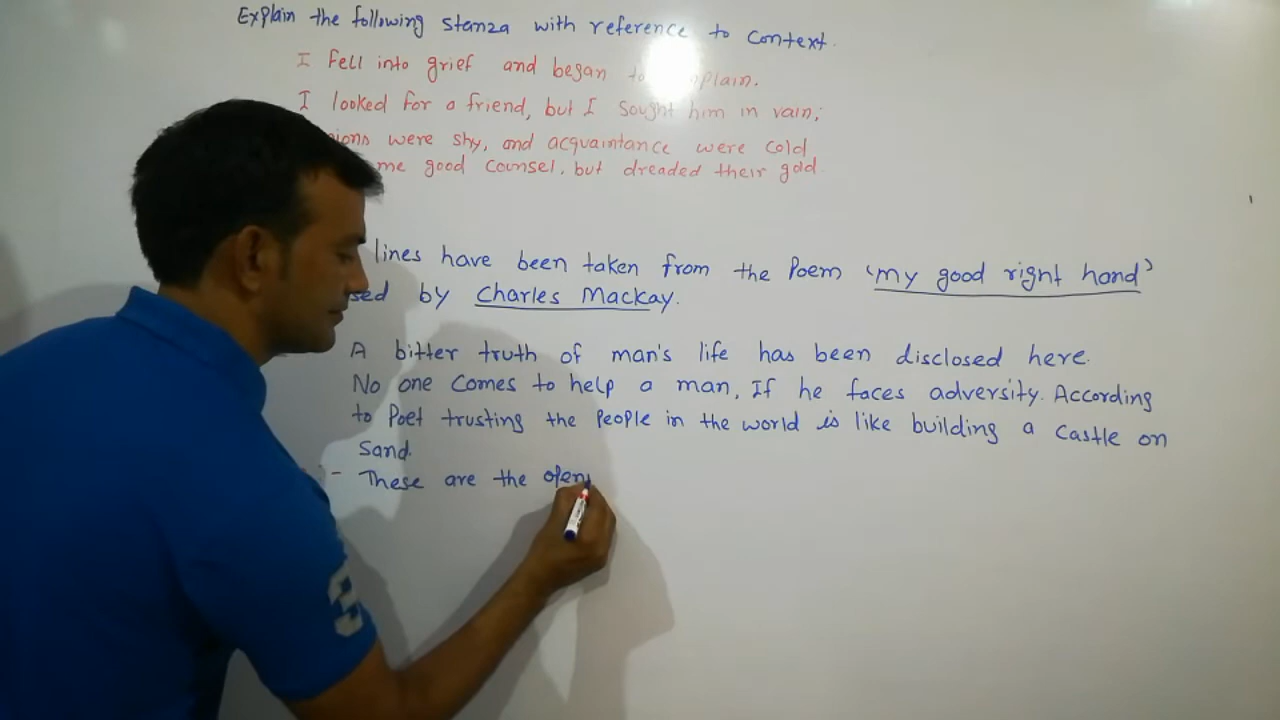 Explain the following stanza with reference to context.
I fell into grief and began to plain.
I looked for a friend, but I sought him in vain;
were shy, and acquaintance were cold
me good counsel, but dreaded their gold.
lines have been taken from the Poem 'my good right hand'
by Charles Mackay.
A bitter truth of man's life has been disclosed here.
No one comes to help a man, If he faces adversity. According
to Poet trusting the People in the world is like building a castle on
Sand.
- These are the open
3